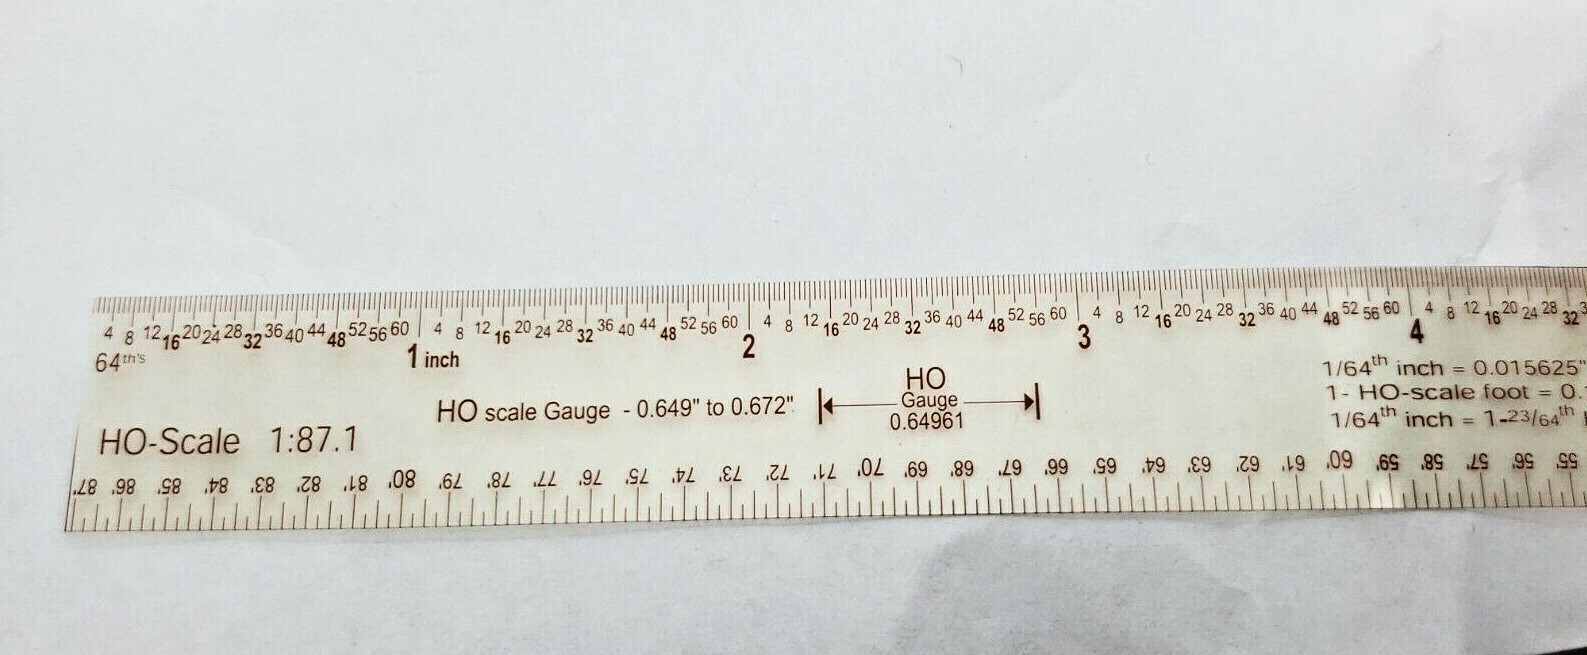 4 8 12 16 20 24 28 32 36 40 44 48 52 56 60 4 8 12 16 20 24 28 32 36 40 44 48 52 56 60 4 8 12 16 20 24 28 32 36 40 44 48 52 56 60 4 8 12 16 20 24 28 32 36 40 44 48 52 56 60 4 8 12 16 20 24 28 32
64th's 1 inch 2 3 4
HO scale Gauge - 0.649" to 0.672"
HO
Gauge
0.64961
1/64th inch = 0.015625"
1- HO-scale foot = 0.
1/64th inch = 1-23/64th
HO-Scale 1:87.1
87' 86' 85' 84' 83' 82' 81' 80' 79' 78' 77' 76' 75' 74' 73' 72' 71' 70' 69' 68' 67' 66' 65' 64' 63' 62' 61' 60' 59' 58' 57' 56' 55'